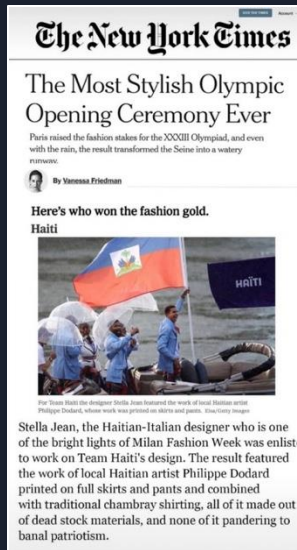 The New York Times
The Most Stylish Olympic
Opening Ceremony Ever
Paris raised the fashion stakes for the XXXIII Olympiad, and even
with the rain, the result transformed the Seine into a watery
runway.
By Vanessa Friedman
Here's who won the fashion gold.
Haiti
HAÏTI
For Team Haiti the designer Stella Jean featured the work of local Haitian artist
Philippe Dodard, whose work was printed on skirts and pants. Elsa/Getty Images
Stella Jean, the Haitian-Italian designer who is one
of the bright lights of Milan Fashion Week was enlist
to work on Team Haiti's design. The result featured
the work of local Haitian artist Philippe Dodard
printed on full skirts and pants and combined
with traditional chambray shirting, all of it made out
of dead stock materials, and none of it pandering to
banal patriotism.